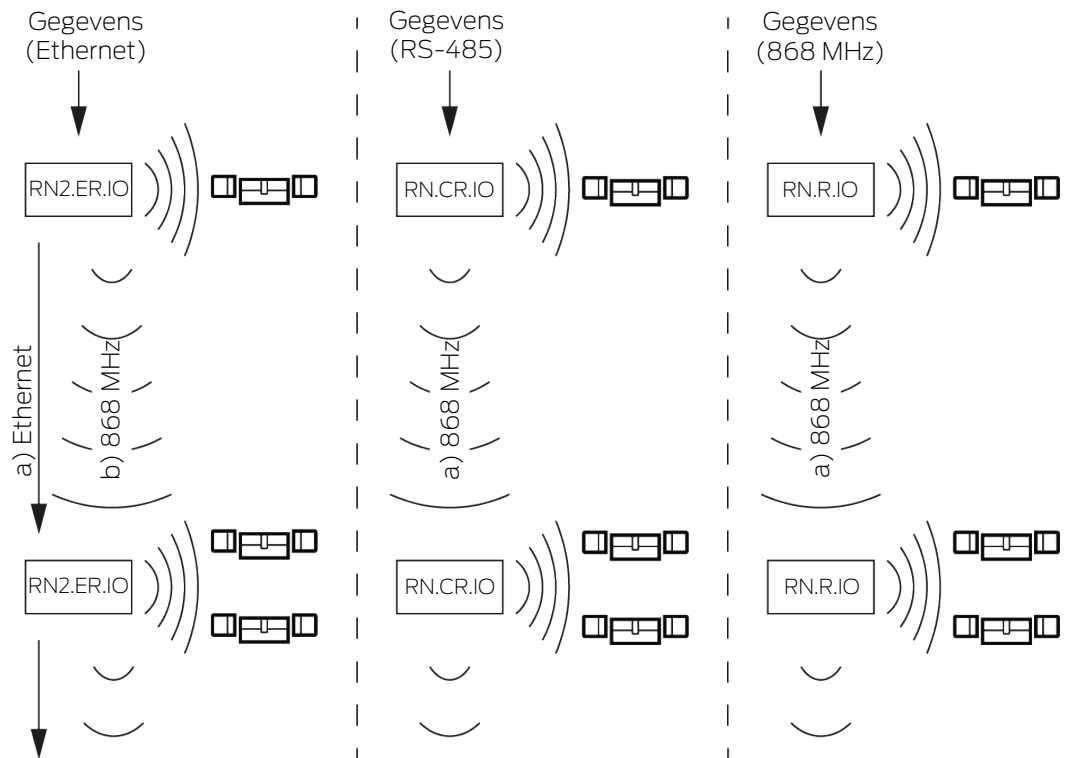 Gegevens
(Ethernet)
Gegevens
(RS-485)
Gegevens
(868 MHz)
RN2.ER.IO
RN.CR.IO
RN.R.IO
a) Ethernet
b) 868 MHz
a) 868 MHz
a) 868 MHz
RN2.ER.IO
RN.CR.IO
RN.R.IO